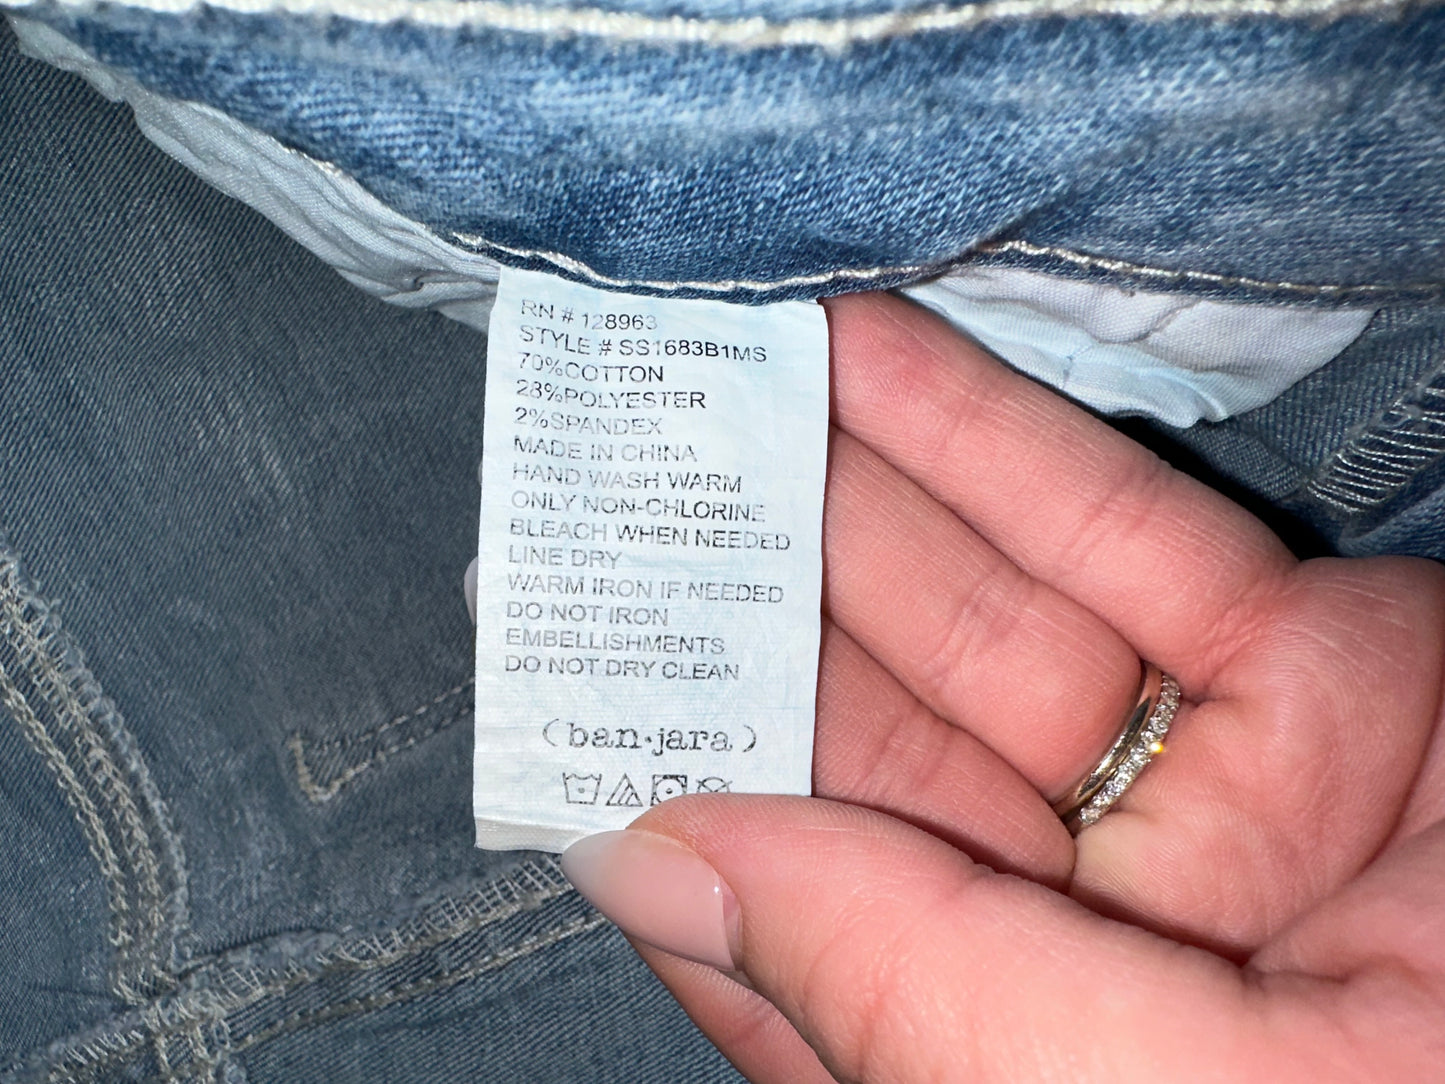 RN # 128963
STYLE # SS1683B1MS
70%COTTON
28%POLYESTER
2%SPANDEX
MADE IN CHINA
HAND WASH WARM
ONLY NON-CHLORINE
BLEACH WHEN NEEDED
LINE DRY
WARM IRON IF NEEDED
DO NOT IRON
EMBELLISHMENTS
DO NOT DRY CLEAN
(ban·jara)